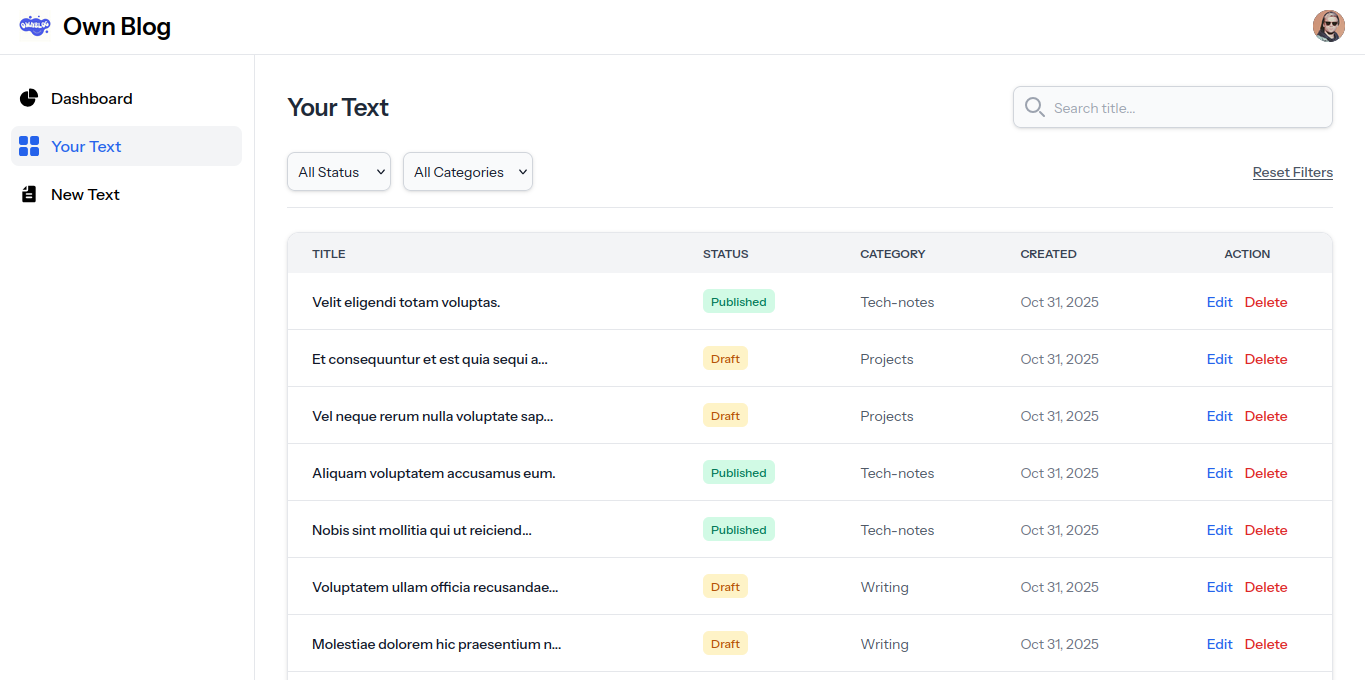 OWNBLOG
Own Blog
Dashboard
Your Text
New Text
Your Text
Search title...
All Status
All Categories
Reset Filters
TITLE STATUS CATEGORY CREATED ACTION
Velit eligendi totam voluptas. Published Tech-notes Oct 31, 2025 Edit Delete
Et consequuntur et est quia sequi a... Draft Projects Oct 31, 2025 Edit Delete
Vel neque rerum nulla voluptate sap... Draft Projects Oct 31, 2025 Edit Delete
Aliquam voluptatem accusamus eum. Published Tech-notes Oct 31, 2025 Edit Delete
Nobis sint mollitia qui ut reiciend... Published Tech-notes Oct 31, 2025 Edit Delete
Voluptatem ullam officia recusandae... Draft Writing Oct 31, 2025 Edit Delete
Molestiae dolorem hic praesentium n... Draft Writing Oct 31, 2025 Edit Delete